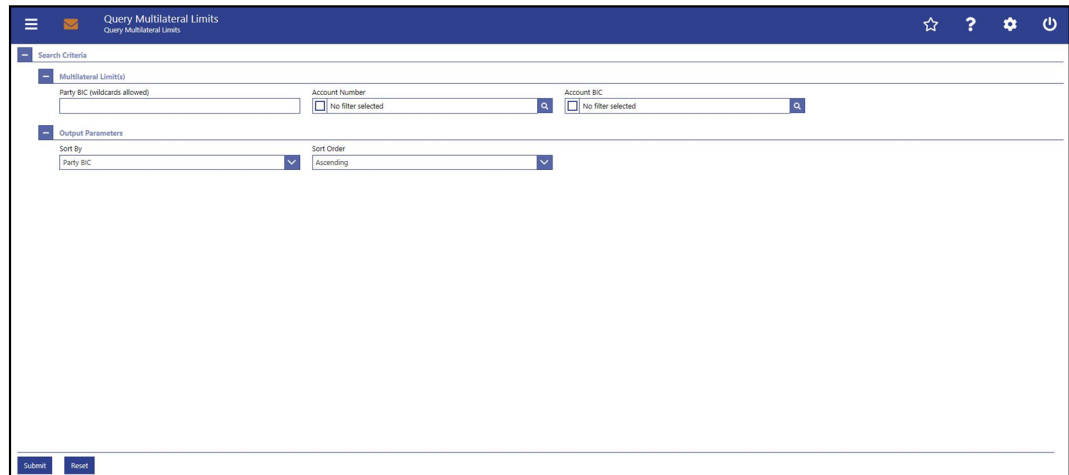 Query Multilateral Limits
Query Multilateral Limits
Search Criteria
Multilateral Limit(s)
Party BIC (wildcards allowed) Account Number Account BIC
No filter selected No filter selected
Output Parameters
Sort By Sort Order
Party BIC Ascending
Submit Reset